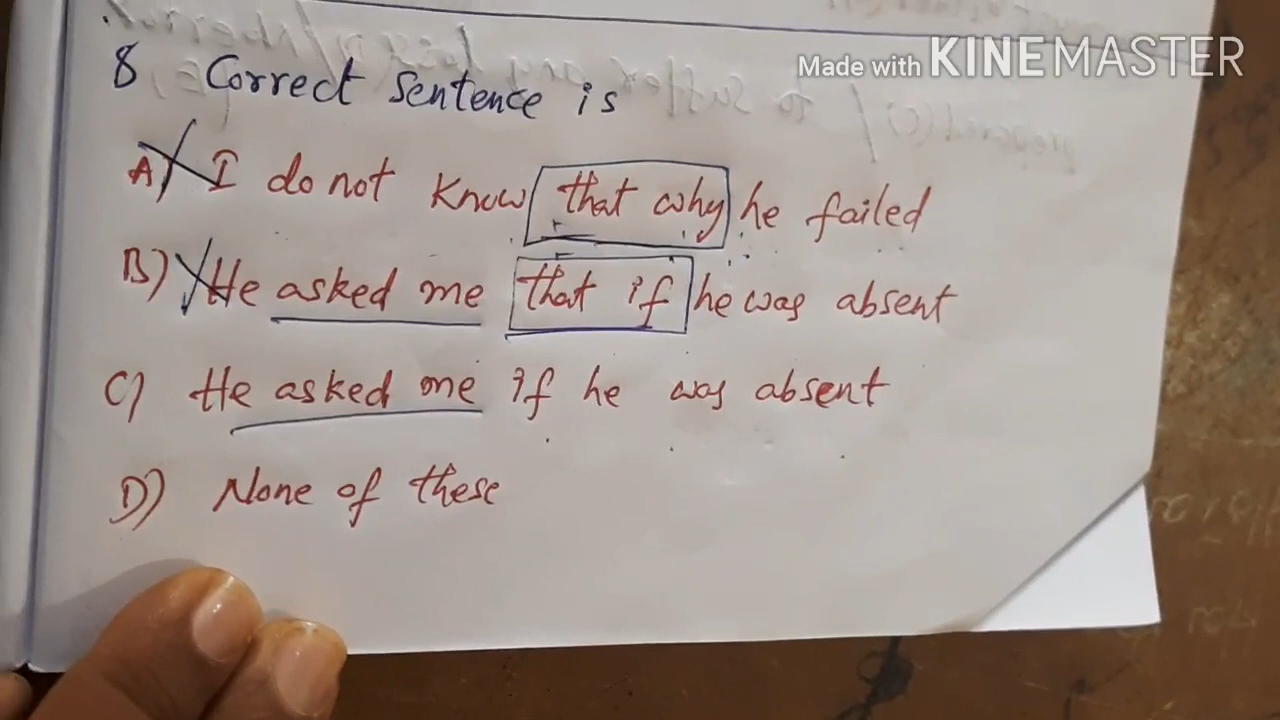 Made with KINEMASTER
8 Correct Sentence is
A) I do not know that why he failed
B) He asked me that if he was absent
C) He asked me if he was absent
D) None of these